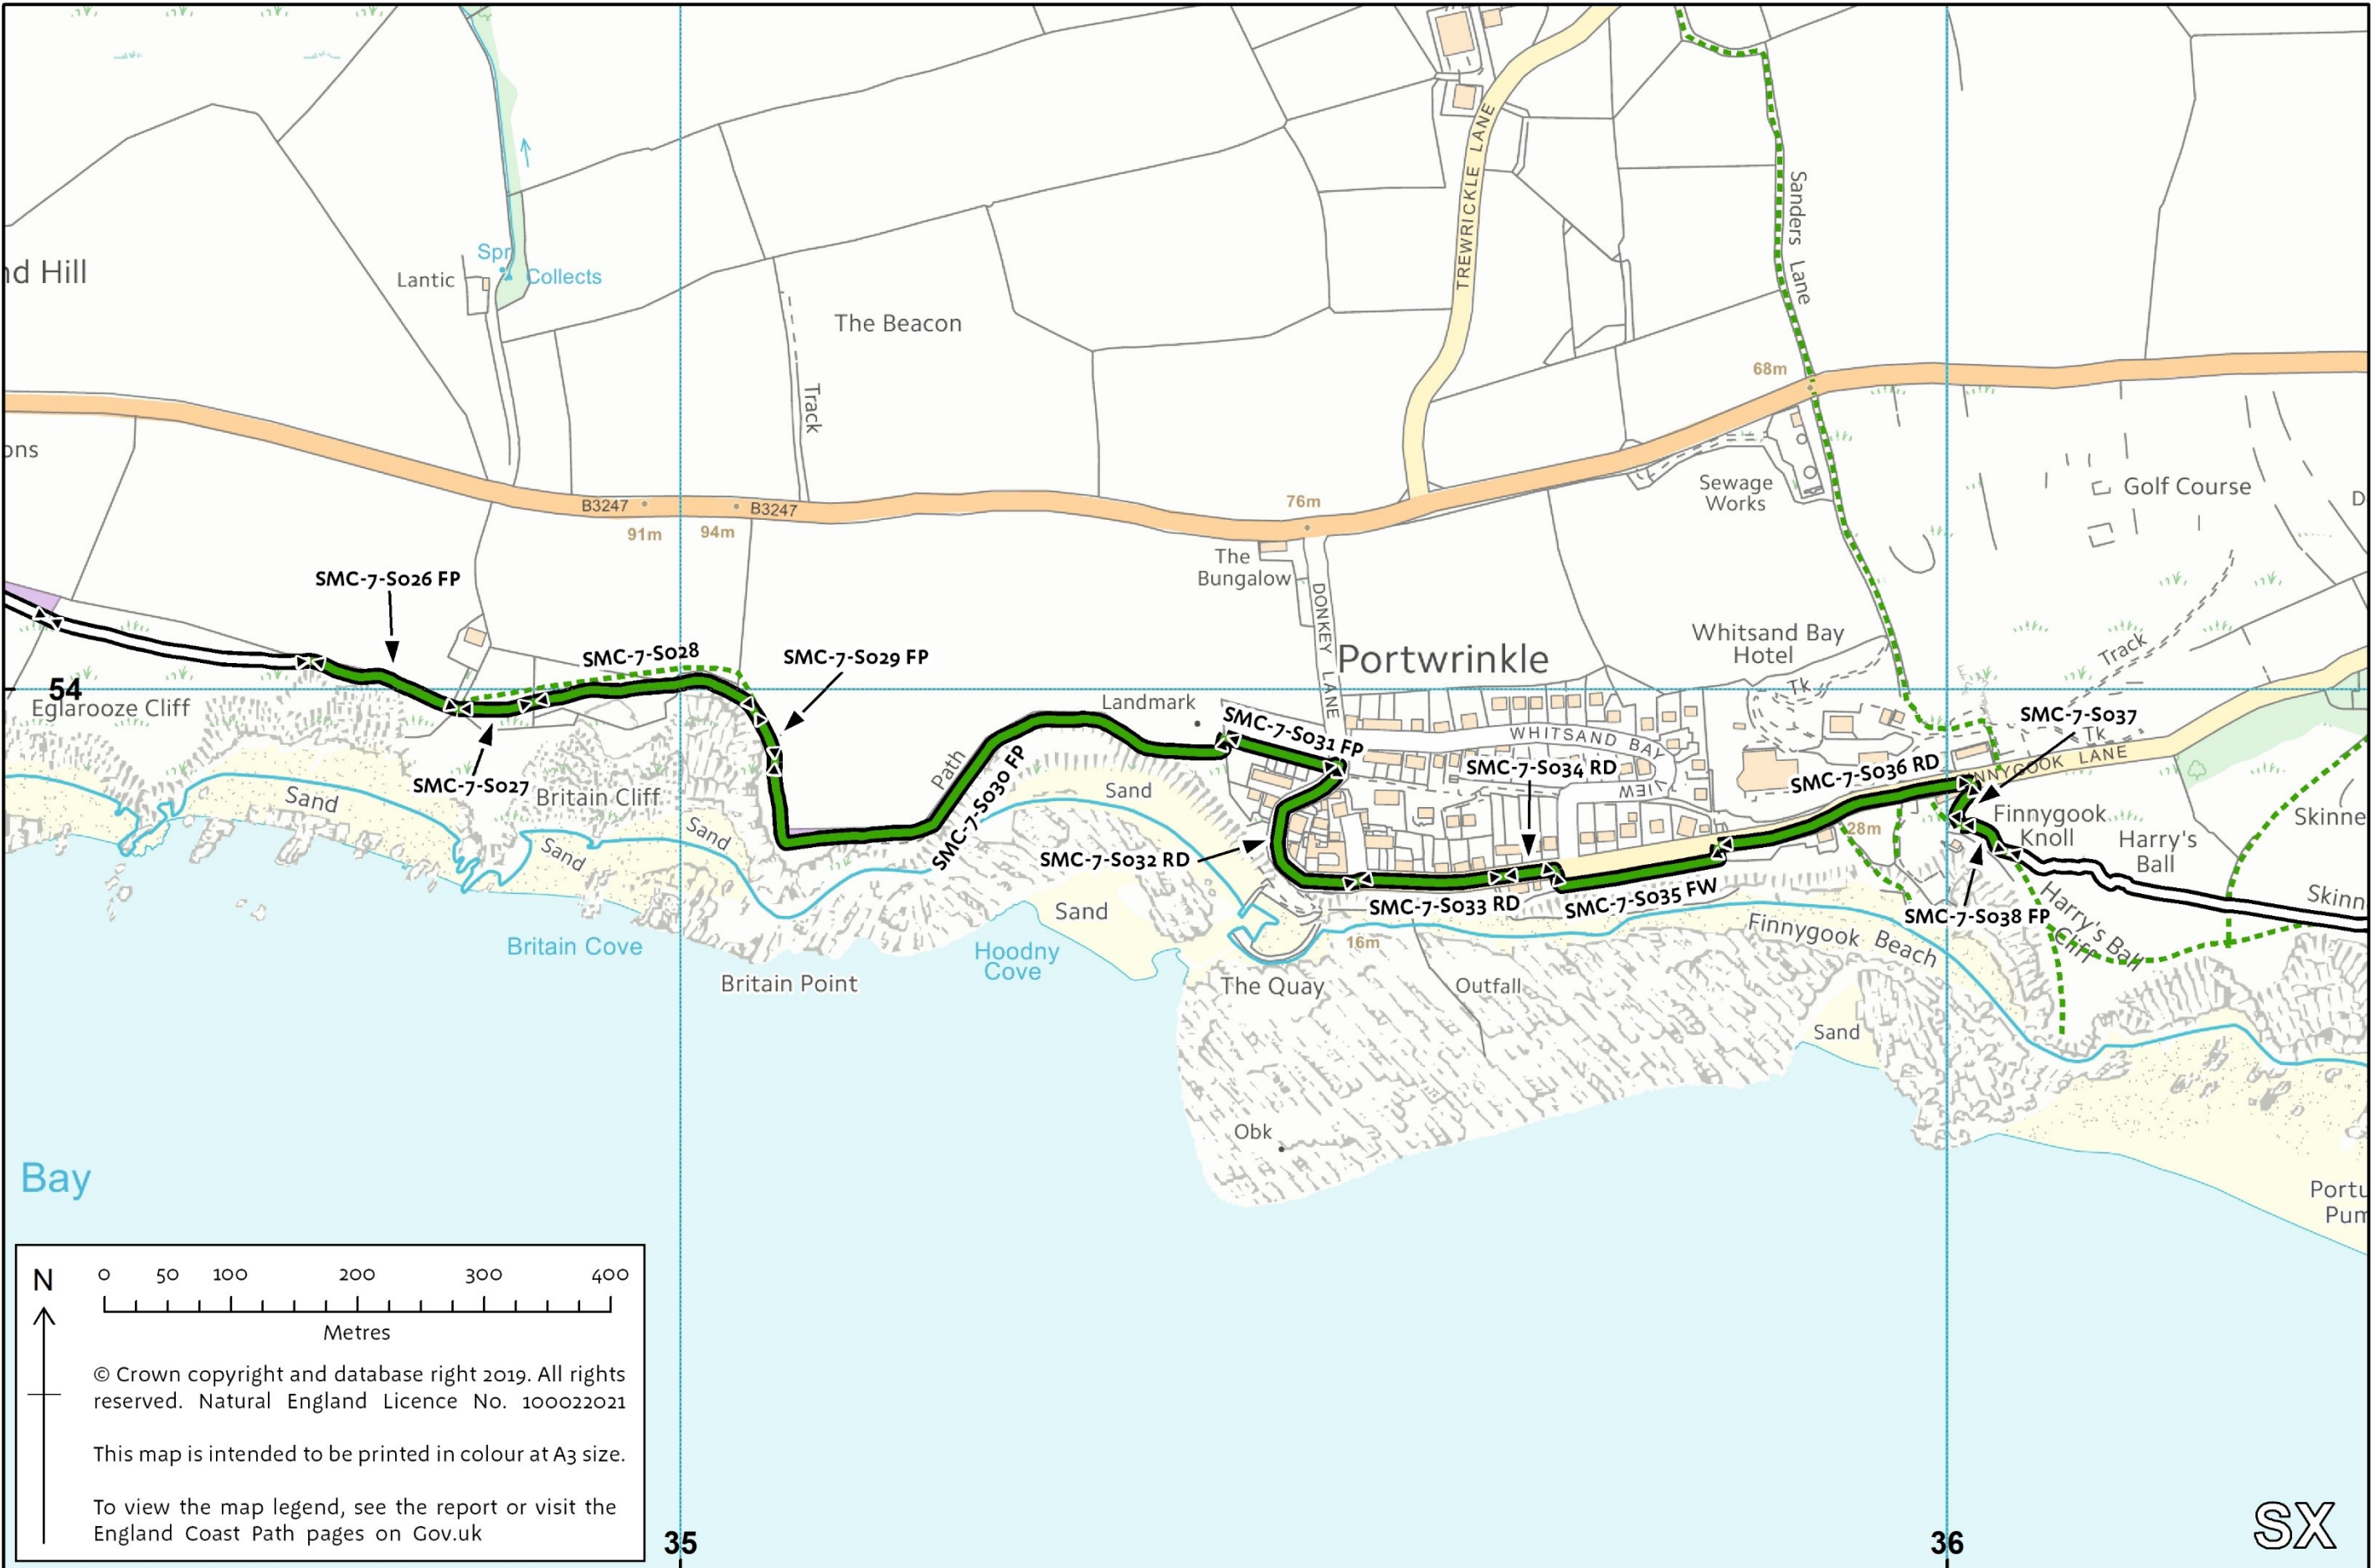 Spr
Collects
Lantic
nd Hill
The Beacon
TREWRICKLE LANE
Sanders Lane
68m
Track
ons
B3247
B3247
91m
94m
76m
Sewage
Works
Golf Course
D
The
Bungalow
DONKEY LANE
SMC-7-S026 FP
SMC-7-S028
SMC-7-S029 FP
Portwrinkle
Whitsand Bay
Hotel
Track
54
Eglarooze Cliff
Landmark
Tk
SMC-7-S031 FP
SMC-7-S037
Tk
WHITSAND BAY
VIEW
SMC-7-S034 RD
SMC-7-S036 RD
NNYGOOK LANE
SMC-7-S027
Britain Cliff
Path
SMC-7-S030 FP
Sand
Sand
Sand
Sand
Finnygook
Knoll
Harry's
Ball
Skinne
28m
SMC-7-S032 RD
SMC-7-S033 RD
SMC-7-S035 FW
SMC-7-S038 FP
Skinn
Sand
Harry's Ball
Cliff
Finnygook Beach
Britain Cove
Hoodny
Cove
16m
Britain Point
The Quay
Outfall
Sand
Obk
Bay
Portu
Pum
N
0 50 100 200 300 400
Metres
© Crown copyright and database right 2019. All rights
reserved. Natural England Licence No. 100022021
This map is intended to be printed in colour at A3 size.
To view the map legend, see the report or visit the
England Coast Path pages on Gov.uk
35
36
SX